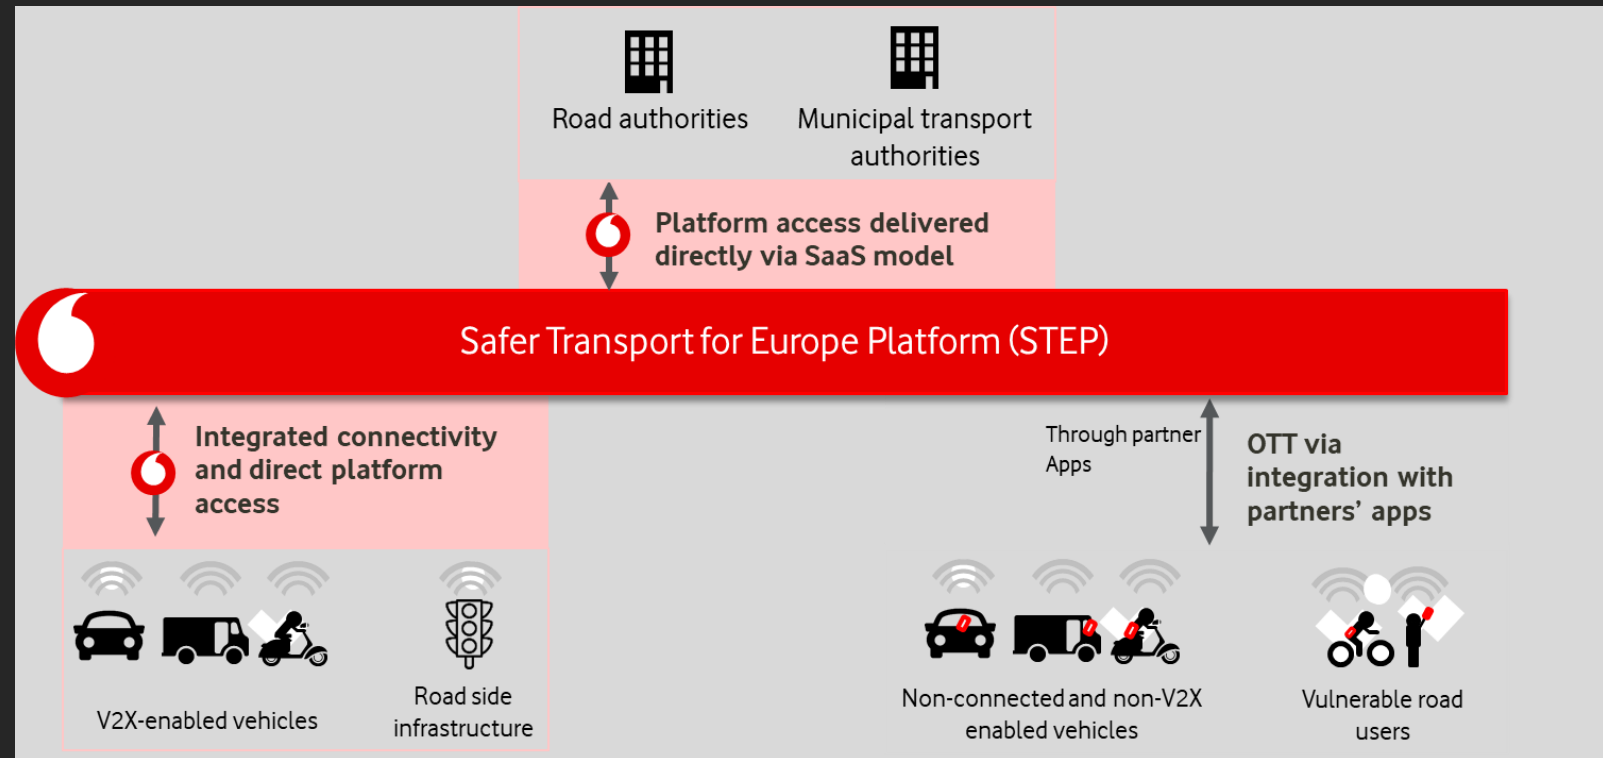 Road authorities
Municipal transport
authorities
Platform access delivered
directly via SaaS model
Safer Transport for Europe Platform (STEP)
Integrated connectivity
and direct platform
access
Through partner
Apps
OTT via
integration with
partners’ apps
V2X-enabled vehicles
Road side
infrastructure
Non-connected and non-V2X
enabled vehicles
Vulnerable road
users